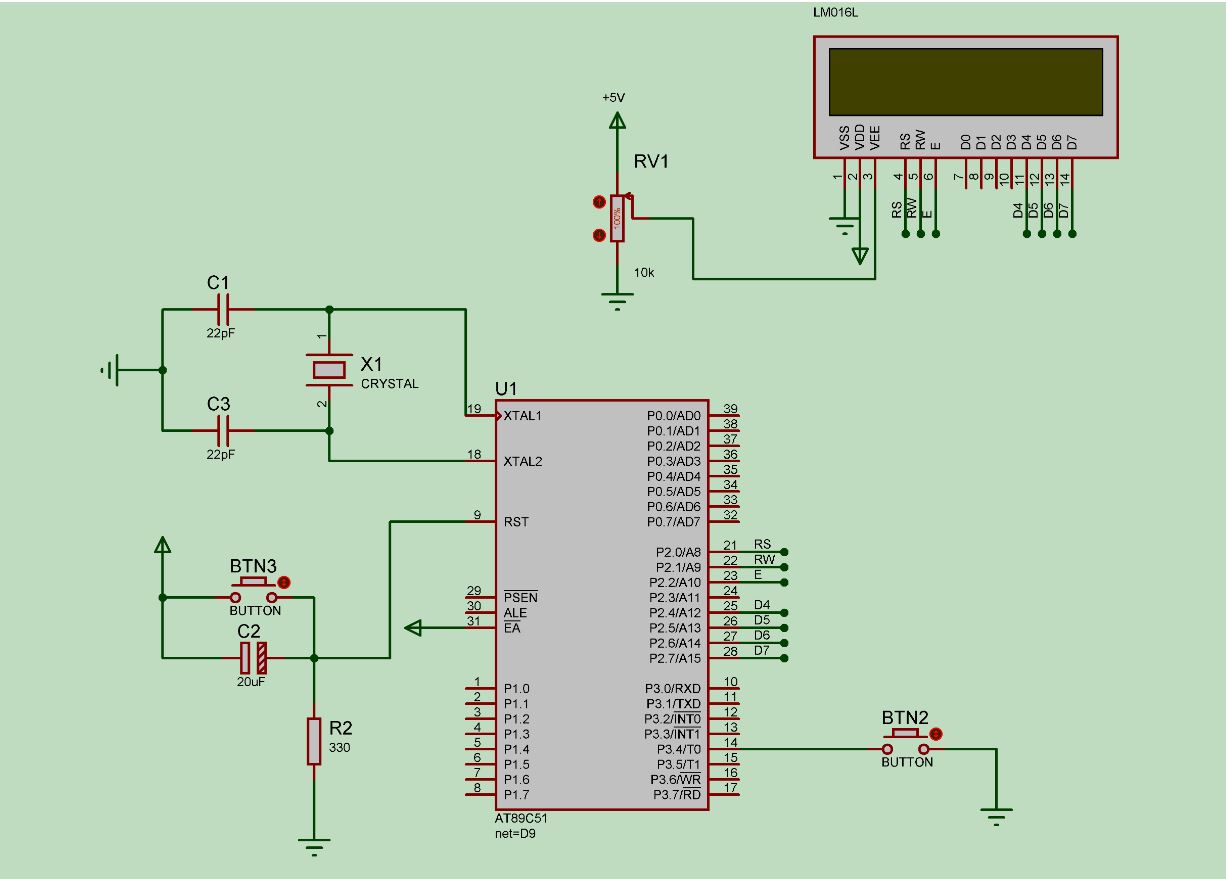 LM016L
VSS
VDD
VEE
RS
RW
E
D0
D1
D2
D3
D4
D5
D6
D7
1
2
3
4
5
6
7
8
9
10
11
12
13
14
RS
RW
E
D4
D5
D6
D7
+5V
RV1
100%
10k
C1
22pF
1
X1
CRYSTAL
2
C3
22pF
U1
19 XTAL1
18 XTAL2
9 RST
29 PSEN
30 ALE
31 EA
1 P1.0
2 P1.1
3 P1.2
4 P1.3
5 P1.4
6 P1.5
7 P1.6
8 P1.7
P0.0/AD0 39
P0.1/AD1 38
P0.2/AD2 37
P0.3/AD3 36
P0.4/AD4 35
P0.5/AD5 34
P0.6/AD6 33
P0.7/AD7 32
P2.0/A8 21 RS
P2.1/A9 22 RW
P2.2/A10 23 E
P2.3/A11 24
P2.4/A12 25 D4
P2.5/A13 26 D5
P2.6/A14 27 D6
P2.7/A15 28 D7
P3.0/RXD 10
P3.1/TXD 11
P3.2/INT0 12
P3.3/INT1 13
P3.4/T0 14
P3.5/T1 15
P3.6/WR 16
P3.7/RD 17
AT89C51
net=D9
BTN3
BUTTON
C2
20uF
R2
330
BTN2
BUTTON